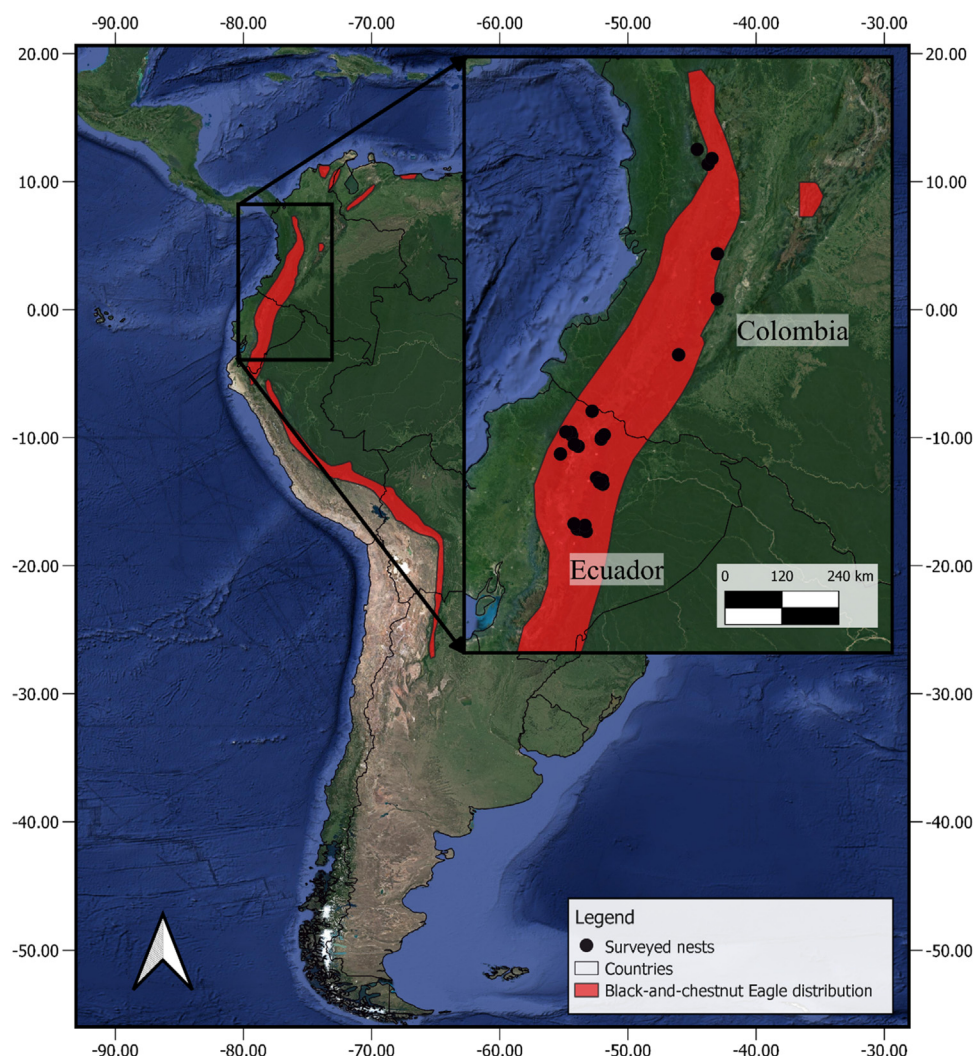 -90.00 -80.00 -70.00 -60.00 -50.00 -40.00 -30.00
20.00 20.00
10.00 10.00
0.00 0.00
Colombia
-10.00 -10.00
Ecuador
0 120 240 km
-20.00 -20.00
-30.00 -30.00
-40.00 -40.00
Legend
Surveyed nests
-50.00 -50.00
Countries
Black-and-chestnut Eagle distribution
-90.00 -80.00 -70.00 -60.00 -50.00 -40.00 -30.00